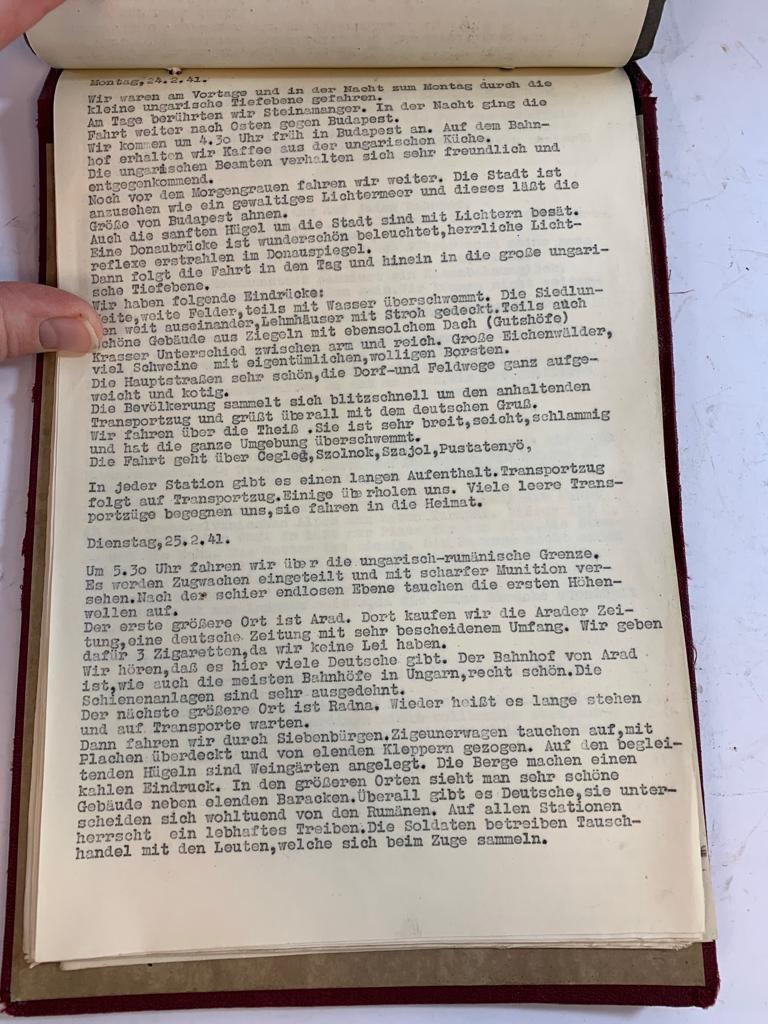 Montag,24.2.41.
Wir waren am Vortage und in der Nacht zum Montag durch die
kleine ungarische Tiefebene gefahren.
Am Tage berührten wir Steinamanger. In der Nacht ging die
Fahrt weiter nach Osten gegen Budapest.
Wir kommen um 4.30 Uhr früh in Budapest an. Auf dem Bahn-
hof erhalten wir Kaffee aus der ungarischen Küche.
Die ungarischen Beamten verhalten sich sehr freundlich und
entgegenkommend.
Noch vor dem Morgengrauen fahren wir weiter. Die Stadt ist
anzusehen wie ein gewaltiges Lichtermeer und dieses läßt die
Größe von Budapest ahnen.
Auch die sanften Hügel um die Stadt sind mit Lichtern besät.
Eine Donaubrücke ist wunderschön beleuchtet,herrliche Licht-
reflexe erstrahlen im Donauspiegel.
Dann folgt die Fahrt in den Tag und hinein in die große ungari-
sche Tiefebene.
Wir haben folgende Eindrücke:
Weite,weite Felder,teils mit Wasser überschwemmt. Die Siedlun-
en weit auseinander,Lehmhäuser mit Stroh gedeckt.Teils auch
schöne Gebäude aus Ziegeln mit ebensolchem Dach (Gutshöfe)
Krasser Unterschied zwischen arm und reich. Große Eichenwälder,
viel Schweine mit eigentümlichen,wolligen Borsten.
Die Hauptstraßen sehr schön,die Dorf-und Feldwege ganz aufge-
weicht und kotig.
Die Bevölkerung sammelt sich blitzschnell um den anhaltenden
Transportzug und grüßt überall mit dem deutschen Gruß.
Wir fahren über die Theiß .Sie ist sehr breit,seicht,schlammig
und hat die ganze Umgebung überschwemmt.
Die Fahrt geht über Cegled,Szolnok,Szajol,Pustatenyö,
In jeder Station gibt es einen langen Aufenthalt.Transportzug
folgt auf Transportzug.Einige überholen uns. Viele leere Trans-
portzüge begegnen uns,sie fahren in die Heimat.
Dienstag,25.2.41.
Um 5.30 Uhr fahren wir über die ungarisch-rumänische Grenze.
Es werden Zugwachen eingeteilt und mit scharfer Munition ver-
sehen.Nach der schier endlosen Ebene tauchen die ersten Höhen-
wellen auf.
Der erste größere Ort ist Arad. Dort kaufen wir die Arader Zei-
tung,eine deutsche Zeitung mit sehr bescheidenem Umfang. Wir geben
dafür 3 Zigaretten,da wir keine Lei haben.
Wir hören,daß es hier viele Deutsche gibt. Der Bahnhof von Arad
ist,wie auch die meisten Bahnhöfe in Ungarn,recht schön.Die
Schienenanlagen sind sehr ausgedehnt.
Der nächste größere Ort ist Radna. Wieder heißt es lange stehen
und auf Transporte warten.
Dann fahren wir durch Siebenbürgen.Zigeunerwagen tauchen auf,mit
Plachen überdeckt und von elenden Kleppern gezogen. Auf den beglei-
tenden Hügeln sind Weingärten angelegt. Die Berge machen einen
kahlen Eindruck. In den größeren Orten sieht man sehr schöne
Gebäude neben elenden Baracken.Überall gibt es Deutsche,sie unter-
scheiden sich wohltuend von den Rumänen. Auf allen Stationen
herrscht ein lebhaftes Treiben.Die Soldaten betreiben Tausch-
handel mit den Leuten,welche sich beim Zuge sammeln.